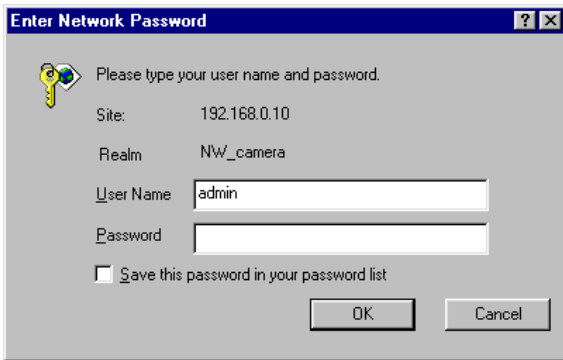 Enter Network Password
Please type your user name and password.
Site: 192.168.0.10
Realm NW_camera
User Name admin
Password
Save this password in your password list
OK Cancel